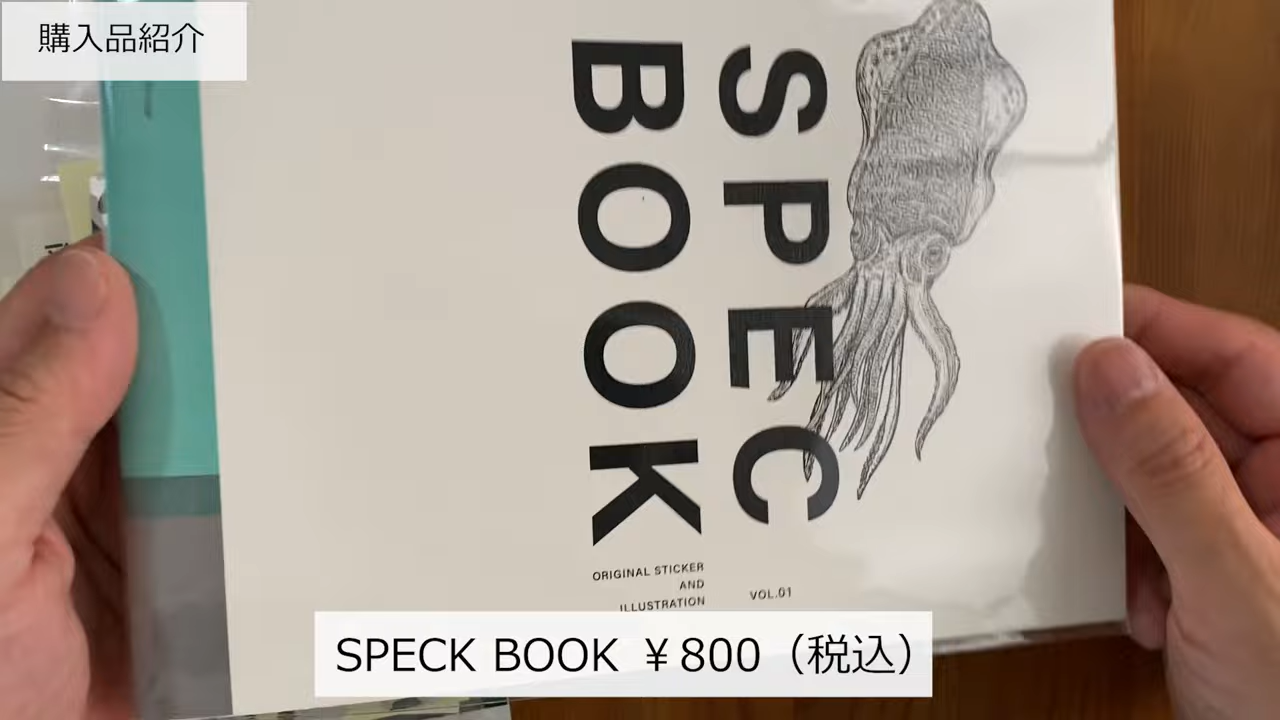 購入品紹介
SPEC
BOOK
ORIGINAL STICKER
AND
ILLUSTRATION
VOL.01
SPECK BOOK ¥800（税込）